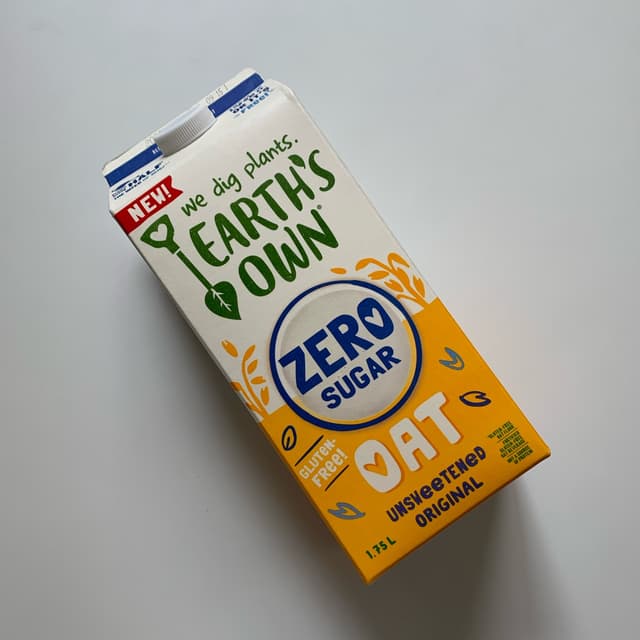 NEW!
we dig plants.
EARTH'S
OWN
ZERO
SUGAR
GLUTEN-
FREE!
OAT
UNSWEETENED
ORIGINAL
1.75 L